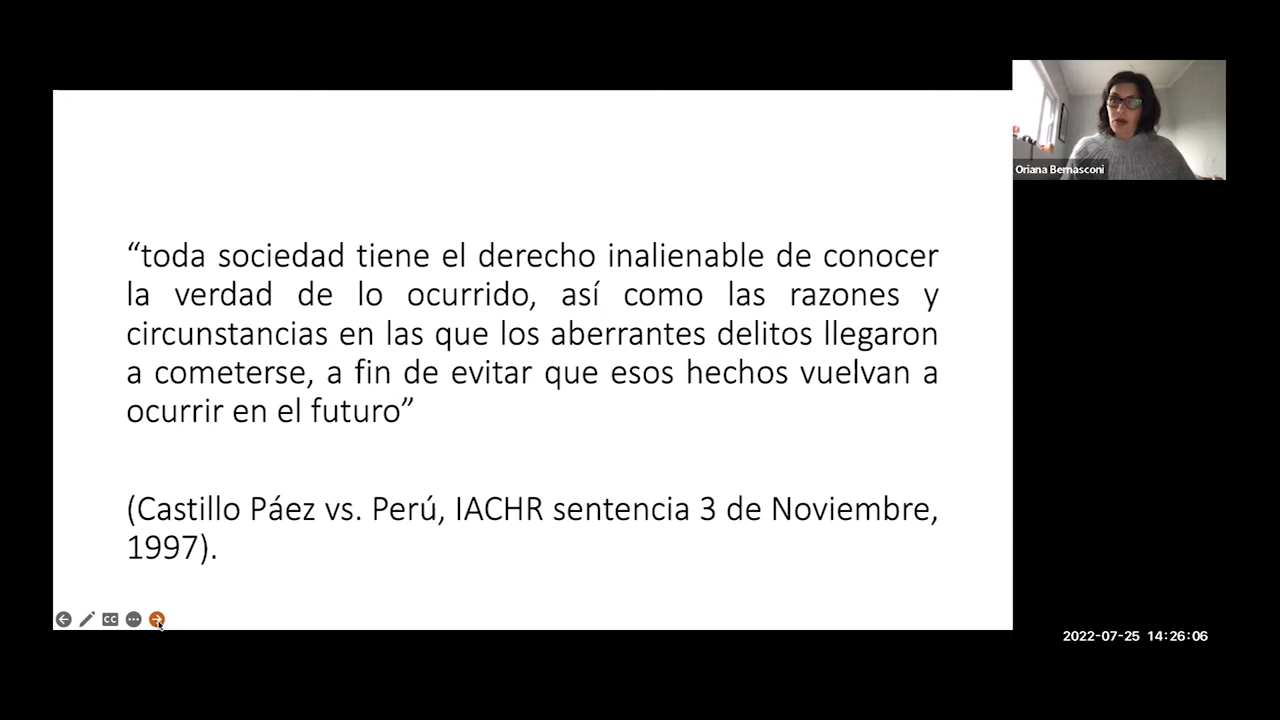 “toda sociedad tiene el derecho inalienable de conocer
la verdad de lo ocurrido, así como las razones y
circunstancias en las que los aberrantes delitos llegaron
a cometerse, a fin de evitar que esos hechos vuelvan a
ocurrir en el futuro”
(Castillo Páez vs. Perú, IACHR sentencia 3 de Noviembre,
1997).
CC
Oriana Bernasconi
2022-07-25 14:26:06